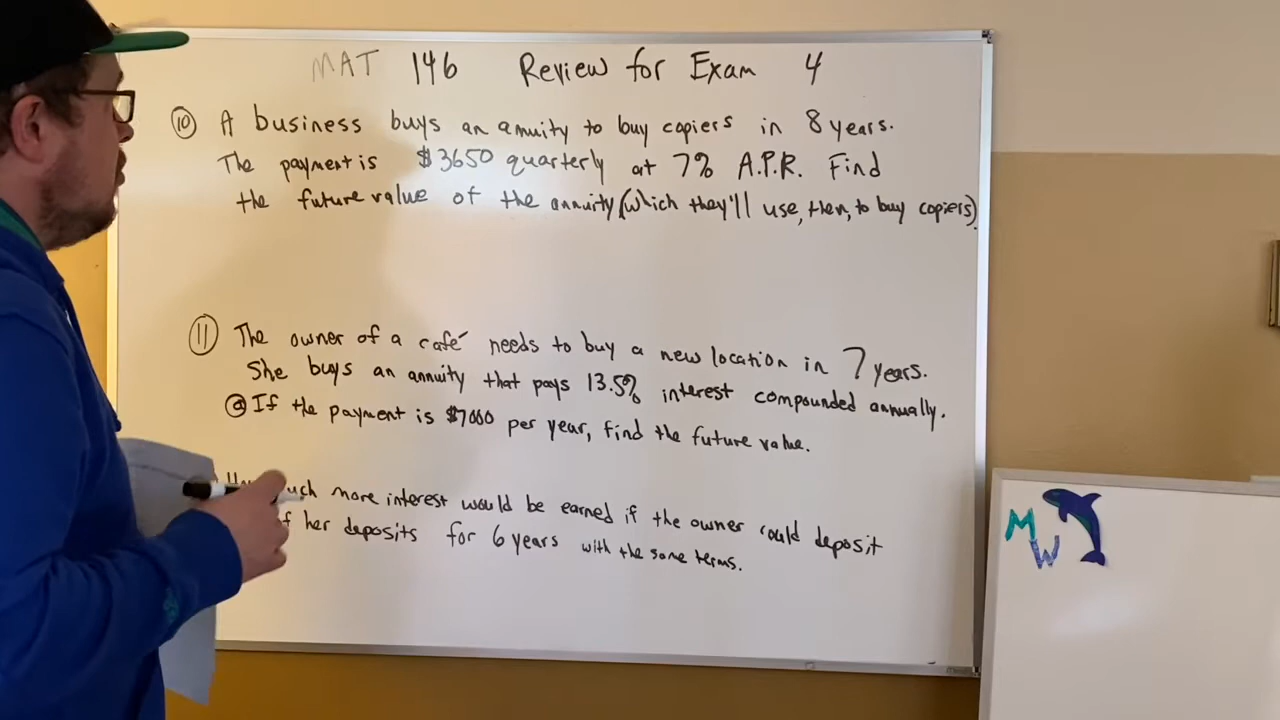 MAT 146 Review for Exam 4
⑩ A business buys an annuity to buy copiers in 8 years.
The payment is $3650 quarterly at 7% A.P.R. Find
the future value of the annuity (which they'll use, then, to buy copiers).
⑪ The owner of a café needs to buy a new location in 7 years.
She buys an annuity that pays 13.5% interest compounded annually.
ⓐ If the payment is $7000 per year, find the future value.
more interest would be earned if the owner could deposit
her deposits for 6 years with the same terms.
M
W